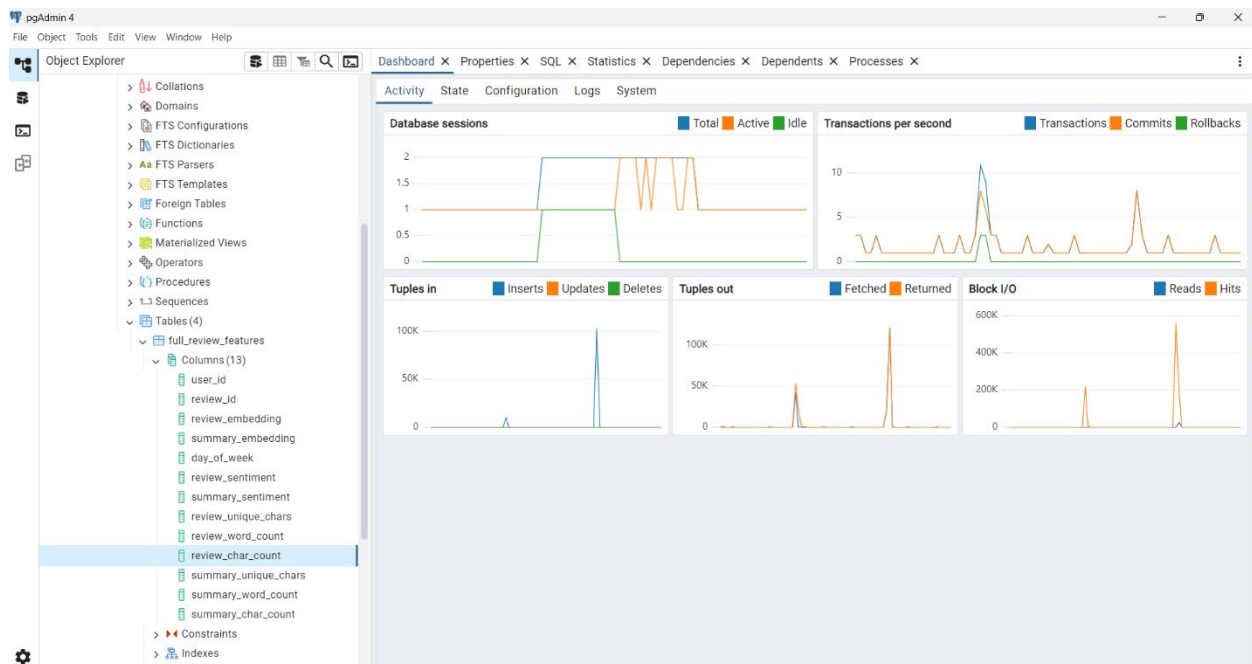 pgAdmin 4
File Object Tools Edit View Window Help
Object Explorer
Collations
Domains
FTS Configurations
FTS Dictionaries
Aa FTS Parsers
FTS Templates
Foreign Tables
Functions
Materialized Views
Operators
Procedures
1..3 Sequences
Tables (4)
full_review_features
Columns (13)
user_id
review_id
review_embedding
summary_embedding
day_of_week
review_sentiment
summary_sentiment
review_unique_chars
review_word_count
review_char_count
summary_unique_chars
summary_word_count
summary_char_count
Constraints
Indexes
Dashboard Properties SQL Statistics Dependencies Dependents Processes
Activity State Configuration Logs System
Database sessions Total Active Idle
2
1.5
1
0.5
0
Transactions per second Transactions Commits Rollbacks
10
5
0
Tuples in Inserts Updates Deletes
100K
50K
0
Tuples out Fetched Returned
100K
50K
0
Block I/O Reads Hits
600K
400K
200K
0